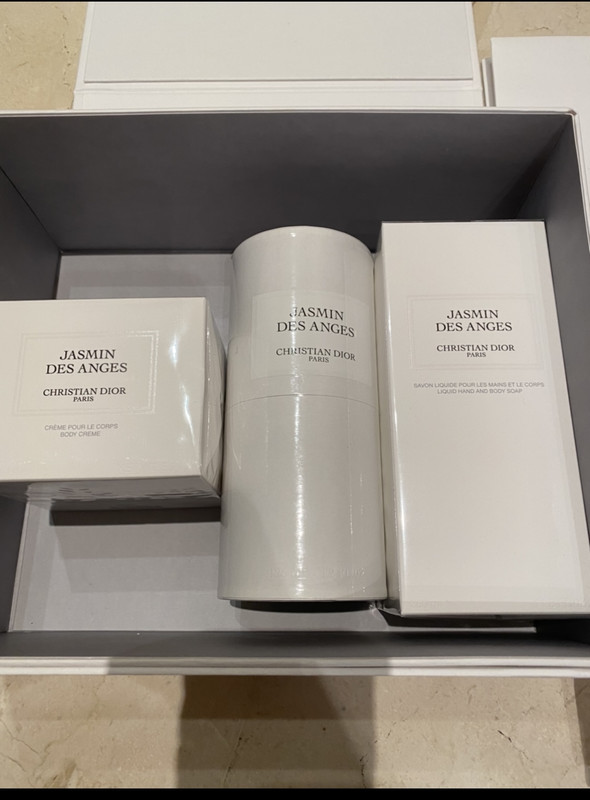 JASMIN
DES ANGES
CHRISTIAN DIOR
PARIS
CRÈME POUR LE CORPS
BODY CREME
JASMIN
DES ANGES
CHRISTIAN DIOR
PARIS
JASMIN
DES ANGES
CHRISTIAN DIOR
PARIS
SAVON LIQUIDE POUR LES MAINS ET LE CORPS
LIQUID HAND AND BODY SOAP